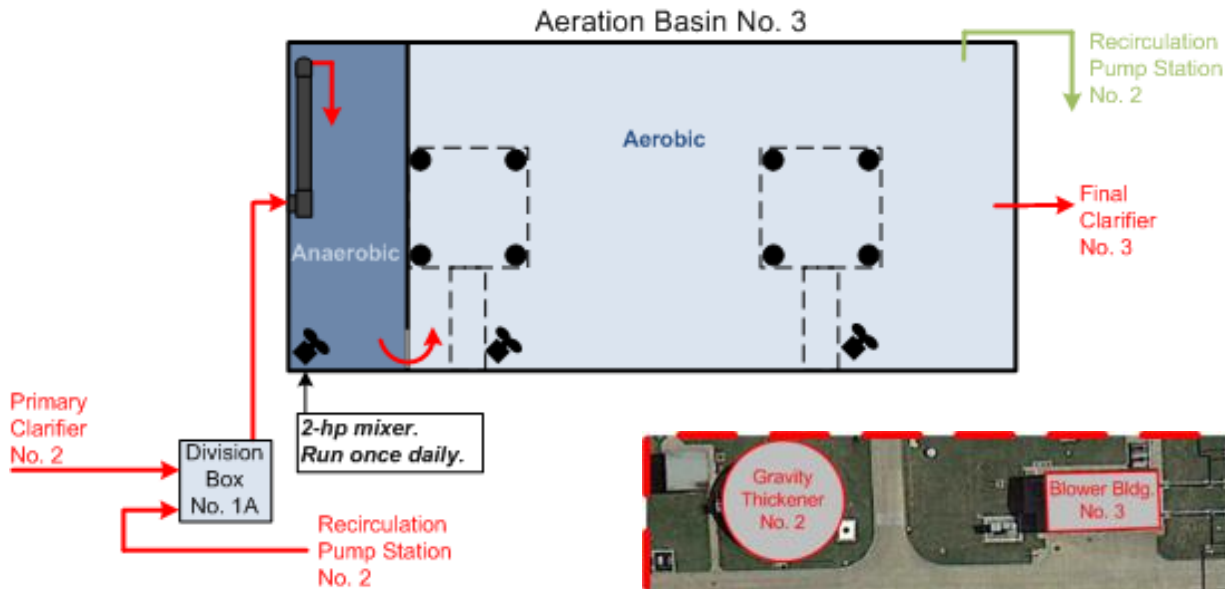 Aeration Basin No. 3
Recirculation
Pump Station
No. 2
Aerobic
Final
Clarifier
No. 3
Anaerobic
Primary
Clarifier
No. 2
2-hp mixer.
Run once daily.
Division
Box
No. 1A
Recirculation
Pump Station
No. 2
Gravity
Thickener
No. 2
Blower Bldg.
No. 3